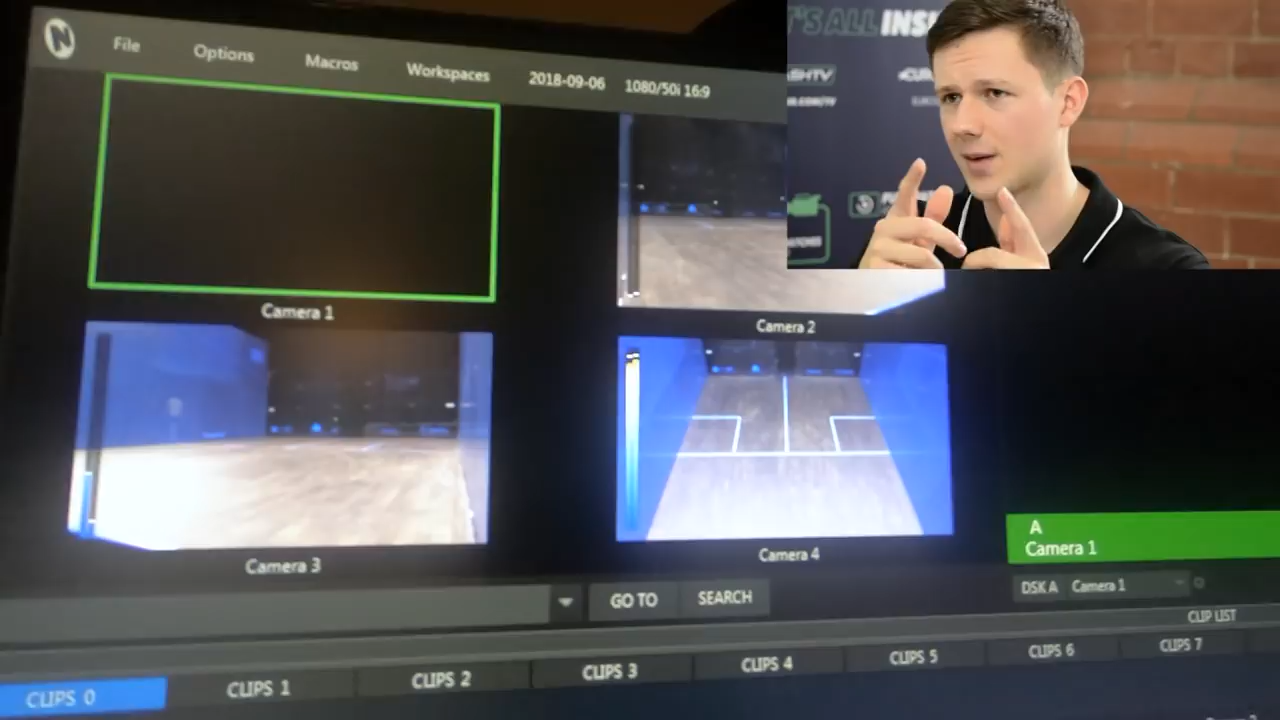 File Options Macros Workspaces 2018-09-06 1080/50i 16:9
Camera 1
Camera 2
Camera 3
Camera 4
A
Camera 1
DSK A Camera 1
GO TO SEARCH
CLIP LIST
CLIPS 0 CLIPS 1 CLIPS 2 CLIPS 3 CLIPS 4 CLIPS 5 CLIPS 6 CLIPS 7
T'S ALL INSI
ASHTV